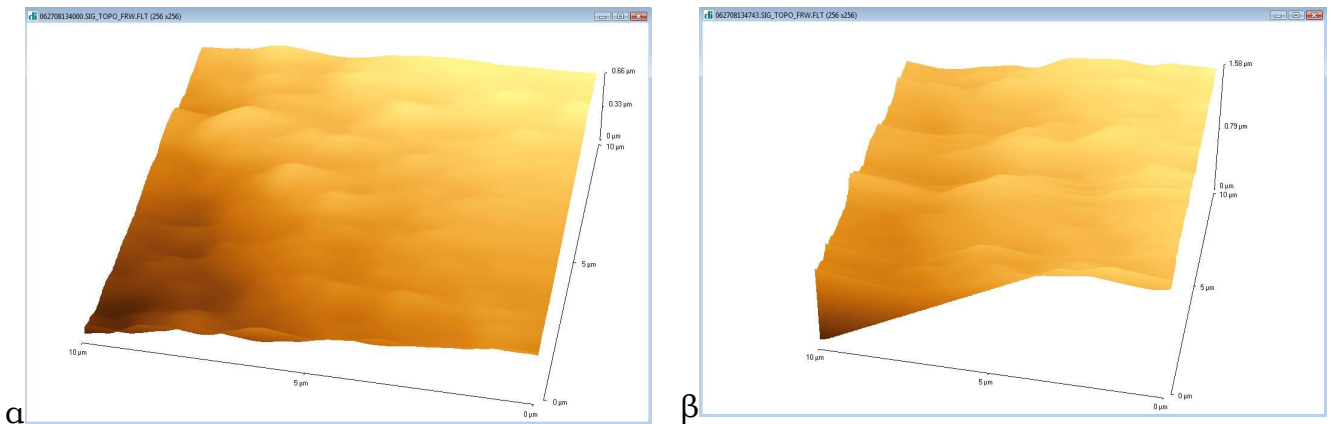 062708134000.SIG_TOPO_FRW.FLT (256 x256)
0.66 µm
0.33 µm
0 µm
10 µm
5 µm
0 µm
10 µm
5 µm
0 µm
α
062708134743.SIG_TOPO_FRW.FLT (256 x256)
1.58 µm
0.79 µm
0 µm
10 µm
5 µm
0 µm
10 µm
5 µm
0 µm
β